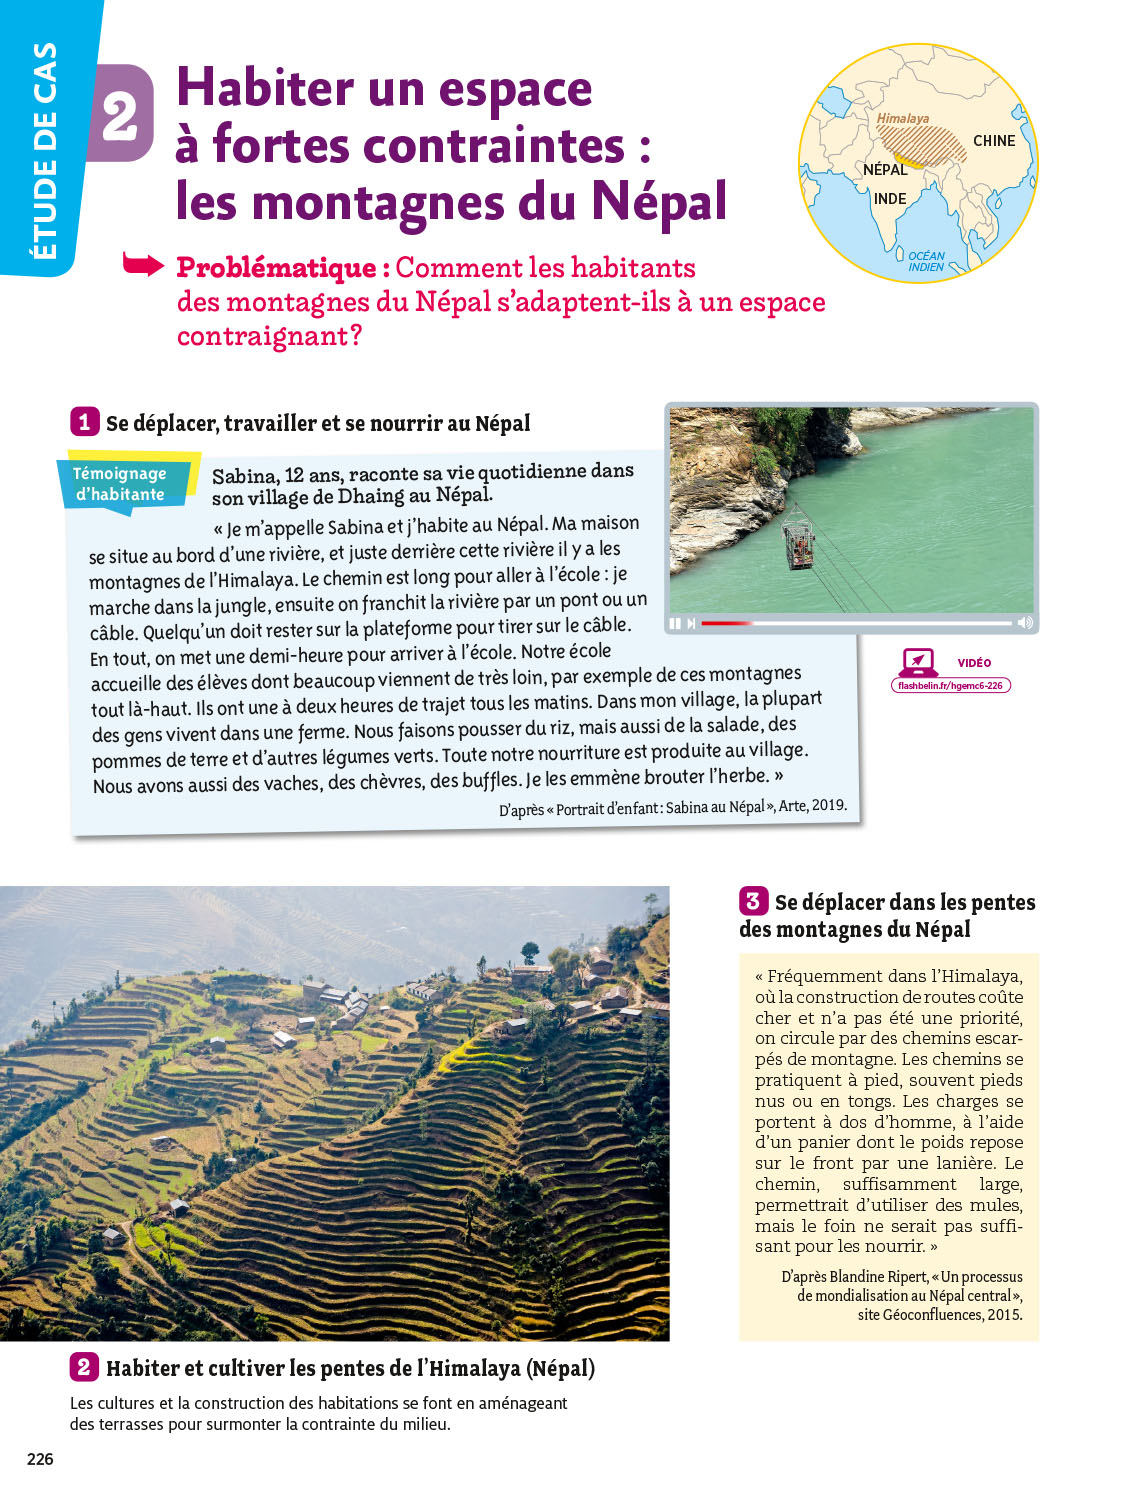 ÉTUDE DE CAS
2
Habiter un espace
à fortes contraintes :
les montagnes du Népal
Himalaya
CHINE
NÉPAL
INDE
OCÉAN
INDIEN
Problématique : Comment les habitants
des montagnes du Népal s’adaptent-ils à un espace
contraignant ?
1 Se déplacer, travailler et se nourrir au Népal
Témoignage
d’habitante
Sabina, 12 ans, raconte sa vie quotidienne dans
son village de Dhaing au Népal.
« Je m’appelle Sabina et j’habite au Népal. Ma maison
se situe au bord d’une rivière, et juste derrière cette rivière il y a les
montagnes de l’Himalaya. Le chemin est long pour aller à l’école : je
marche dans la jungle, ensuite on franchit la rivière par un pont ou un
câble. Quelqu’un doit rester sur la plateforme pour tirer sur le câble.
En tout, on met une demi-heure pour arriver à l’école. Notre école
accueille des élèves dont beaucoup viennent de très loin, par exemple de ces montagnes
tout là-haut. Ils ont une à deux heures de trajet tous les matins. Dans mon village, la plupart
des gens vivent dans une ferme. Nous faisons pousser du riz, mais aussi de la salade, des
pommes de terre et d’autres légumes verts. Toute notre nourriture est produite au village.
Nous avons aussi des vaches, des chèvres, des buffles. Je les emmène brouter l’herbe. »
D’après « Portrait d’enfant : Sabina au Népal », Arte, 2019.
VIDÉO
flashbelin.fr/hgemc6-226
2 Habiter et cultiver les pentes de l’Himalaya (Népal)
Les cultures et la construction des habitations se font en aménageant
des terrasses pour surmonter la contrainte du milieu.
3 Se déplacer dans les pentes
des montagnes du Népal
« Fréquemment dans l’Himalaya,
où la construction de routes coûte
cher et n’a pas été une priorité,
on circule par des chemins escar-
pés de montagne. Les chemins se
pratiquent à pied, souvent pieds
nus ou en tongs. Les charges se
portent à dos d’homme, à l’aide
d’un panier dont le poids repose
sur le front par une lanière. Le
chemin, suffisamment large,
permettrait d’utiliser des mules,
mais le foin ne serait pas suffi-
sant pour les nourrir. »
D’après Blandine Ripert, « Un processus
de mondialisation au Népal central »,
site Géoconfluences, 2015.
226